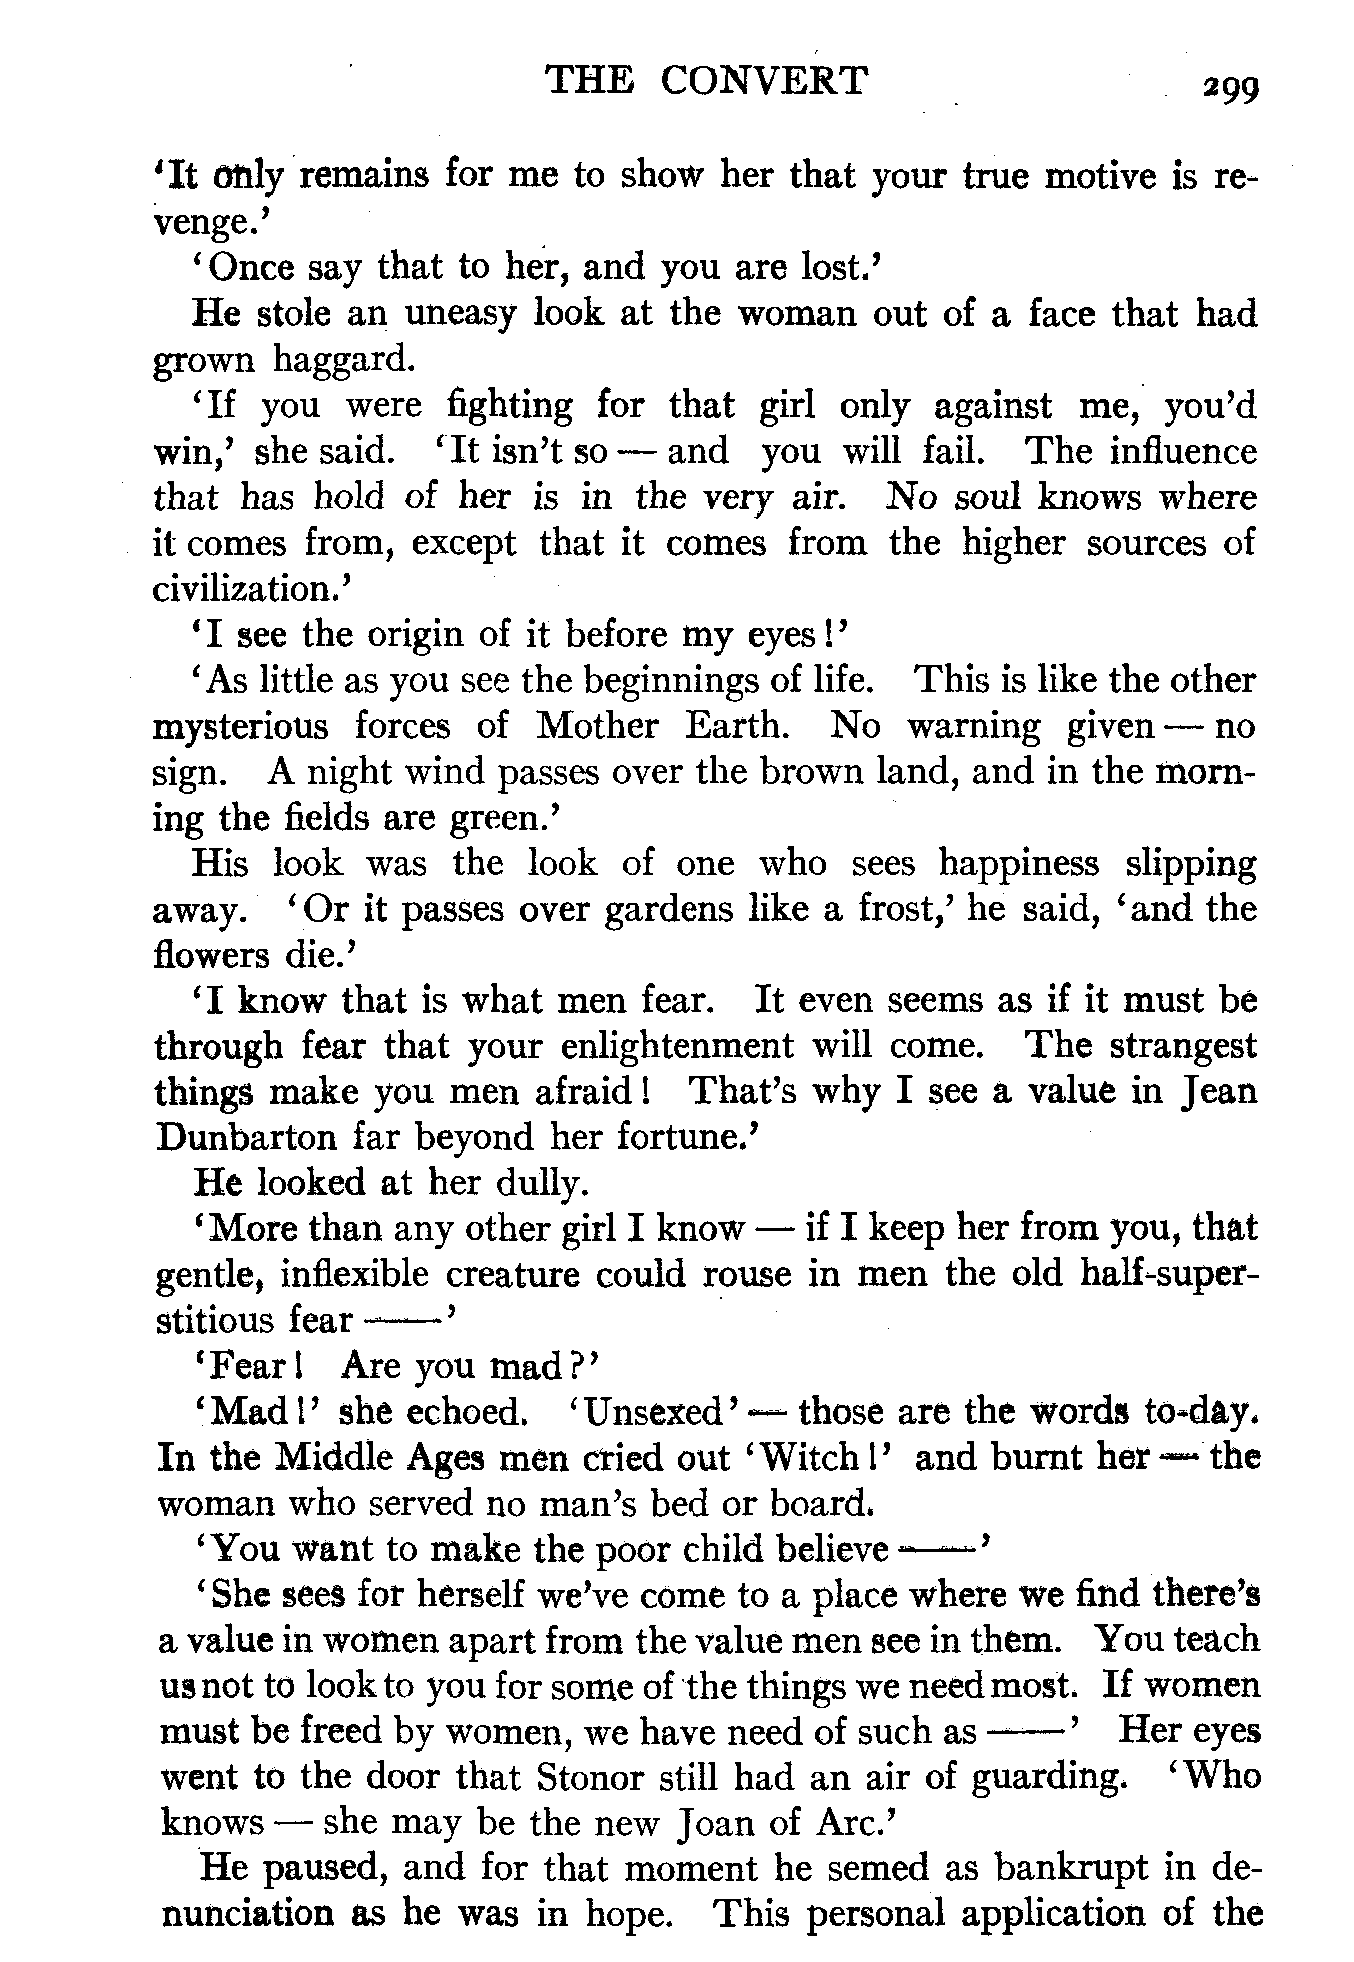 THE CONVERT 299
‘It only remains for me to show her that your true motive is re-
venge.’
‘Once say that to her, and you are lost.’
He stole an uneasy look at the woman out of a face that had
grown haggard.
‘If you were fighting for that girl only against me, you’d
win,’ she said. ‘It isn’t so — and you will fail. The influence
that has hold of her is in the very air. No soul knows where
it comes from, except that it comes from the higher sources of
civilization.’
‘I see the origin of it before my eyes!’
‘As little as you see the beginnings of life. This is like the other
mysterious forces of Mother Earth. No warning given — no
sign. A night wind passes over the brown land, and in the morn-
ing the fields are green.’
His look was the look of one who sees happiness slipping
away. ‘Or it passes over gardens like a frost,’ he said, ‘and the
flowers die.’
‘I know that is what men fear. It even seems as if it must be
through fear that your enlightenment will come. The strangest
things make you men afraid! That’s why I see a value in Jean
Dunbarton far beyond her fortune.’
He looked at her dully.
‘More than any other girl I know — if I keep her from you, that
gentle, inflexible creature could rouse in men the old half-super-
stitious fear ——’
‘Fear! Are you mad?’
‘Mad!’ she echoed. ‘Unsexed’ — those are the words to-day.
In the Middle Ages men cried out ‘Witch!’ and burnt her — the
woman who served no man’s bed or board.
‘You want to make the poor child believe ——’
‘She sees for herself we’ve come to a place where we find there’s
a value in women apart from the value men see in them. You teach
us not to look to you for some of the things we need most. If women
must be freed by women, we have need of such as ——’ Her eyes
went to the door that Stonor still had an air of guarding. ‘Who
knows — she may be the new Joan of Arc.’
He paused, and for that moment he semed as bankrupt in de-
nunciation as he was in hope. This personal application of the